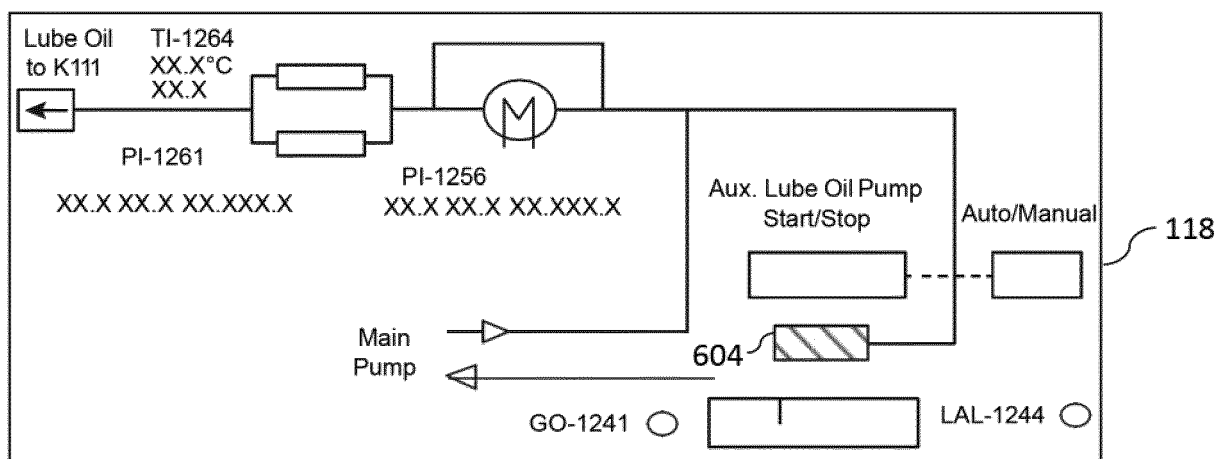 Lube Oil
to K111
TI-1264
XX.X°C
XX.X
PI-1261
XX.X XX.X XX.XXX.X
PI-1256
XX.X XX.X XX.XXX.X
Aux. Lube Oil Pump
Start/Stop
Auto/Manual
118
Main
Pump
604
GO-1241
LAL-1244